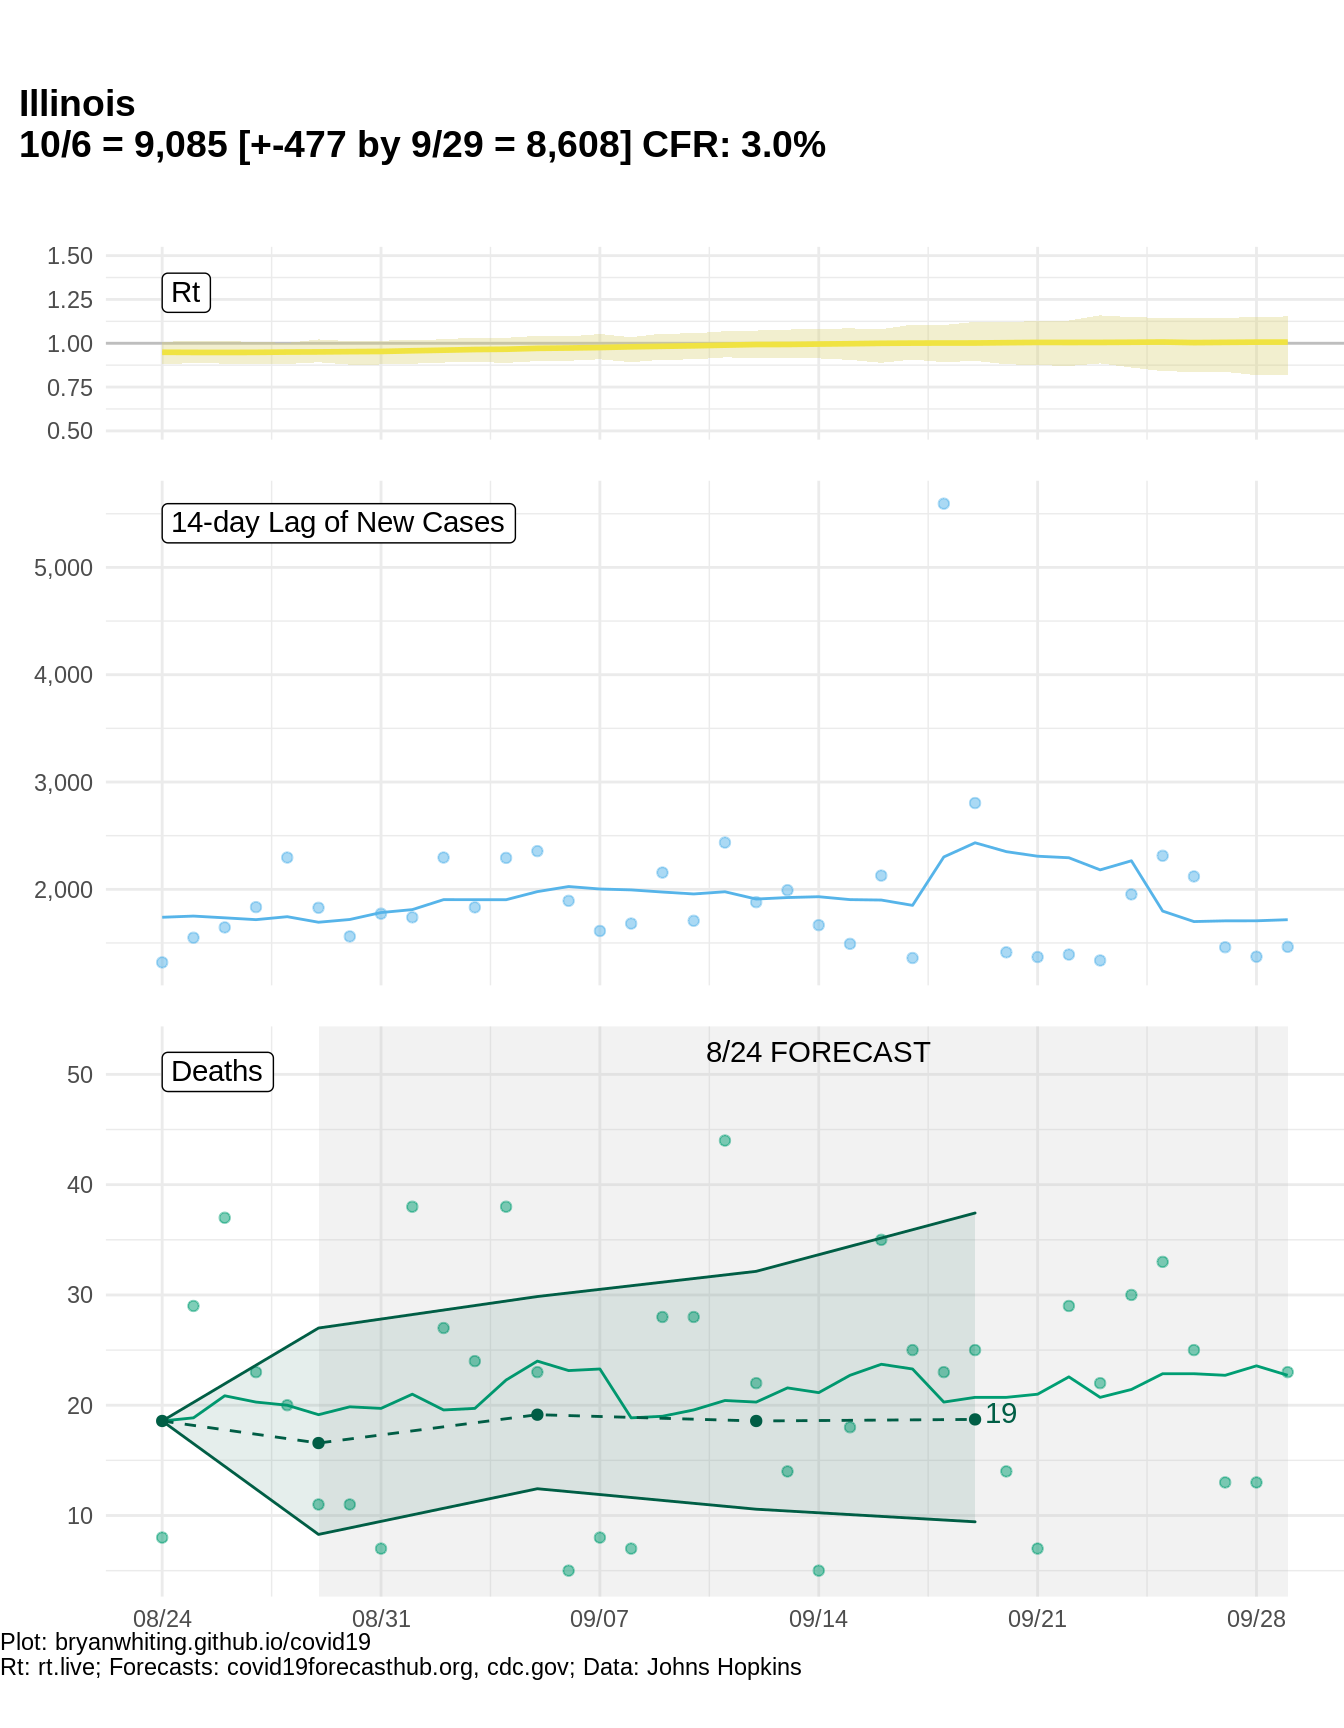 Illinois
10/6 = 9,085 [+-477 by 9/29 = 8,608] CFR: 3.0%
1.50
Rt
1.25
1.00
0.75
0.50
14-day Lag of New Cases
5,000
4,000
3,000
2,000
8/24 FORECAST
Deaths
50
40
30
20
19
10
08/24 08/31 09/07 09/14 09/21 09/28
Plot: bryanwhiting.github.io/covid19
Rt: rt.live; Forecasts: covid19forecasthub.org, cdc.gov; Data: Johns Hopkins